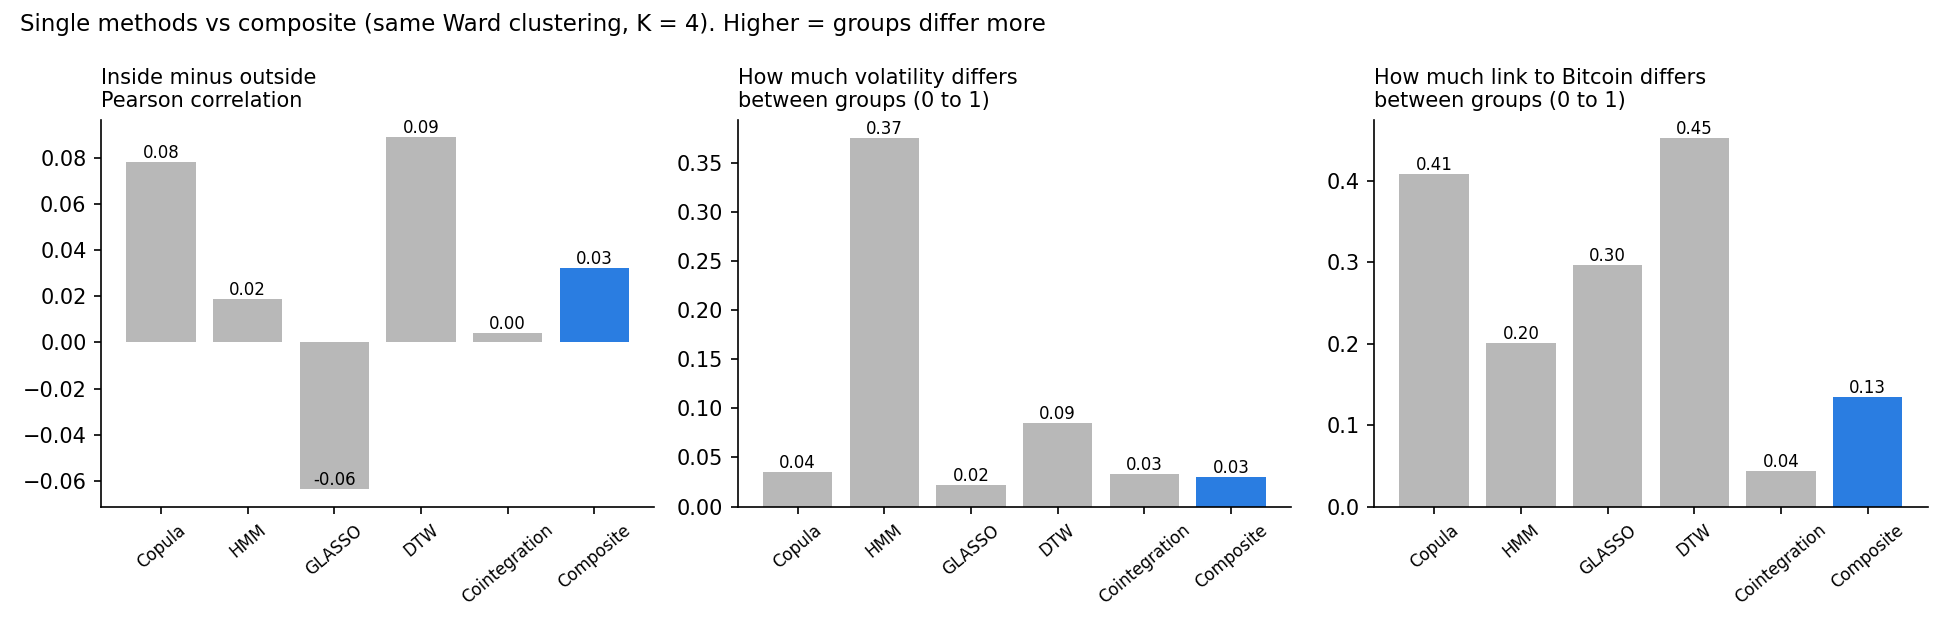 Single methods vs composite (same Ward clustering, K = 4). Higher = groups differ more
Inside minus outside
Pearson correlation
0.08
0.06
0.04
0.02
0.00
−0.02
−0.04
−0.06
0.08
0.02
-0.06
0.09
0.00
0.03
Copula
HMM
GLASSO
DTW
Cointegration
Composite
How much volatility differs
between groups (0 to 1)
0.35
0.30
0.25
0.20
0.15
0.10
0.05
0.00
0.04
0.37
0.02
0.09
0.03
0.03
Copula
HMM
GLASSO
DTW
Cointegration
Composite
How much link to Bitcoin differs
between groups (0 to 1)
0.4
0.3
0.2
0.1
0.0
0.41
0.20
0.30
0.45
0.04
0.13
Copula
HMM
GLASSO
DTW
Cointegration
Composite